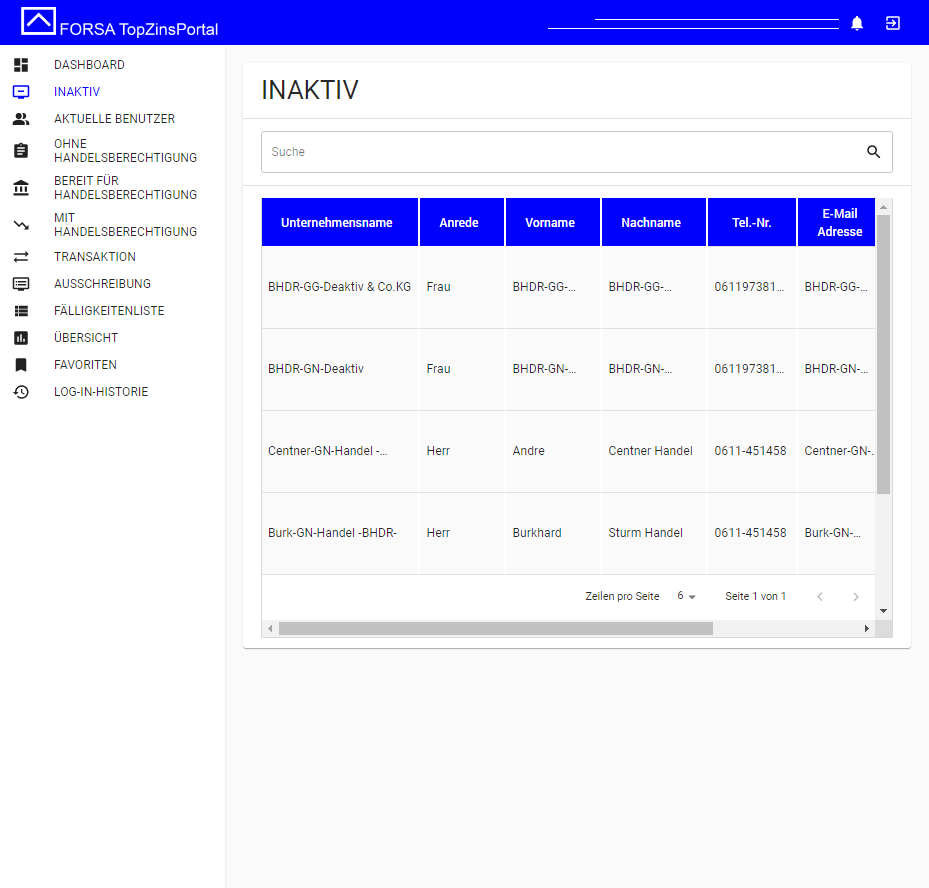 FORSA TopZinsPortal
DASHBOARD
INAKTIV
AKTUELLE BENUTZER
OHNE
HANDELSBERECHTIGUNG
BEREIT FÜR
HANDELSBERECHTIGUNG
MIT
HANDELSBERECHTIGUNG
TRANSAKTION
AUSSCHREIBUNG
FÄLLIGKEITENLISTE
ÜBERSICHT
FAVORITEN
LOG-IN-HISTORIE
INAKTIV
Suche
Unternehmensname Anrede Vorname Nachname Tel.-Nr. E-Mail
Adresse
BHDR-GG-Deaktiv & Co.KG Frau BHDR-GG-... BHDR-GG-... 061197381... BHDR-GG-...
BHDR-GN-Deaktiv Frau BHDR-GN-... BHDR-GN-... 061197381... BHDR-GN-...
Centner-GN-Handel -... Herr Andre Centner Handel 0611-451458 Centner-GN-..
Burk-GN-Handel -BHDR- Herr Burkhard Sturm Handel 0611-451458 Burk-GN-...
Zeilen pro Seite 6 Seite 1 von 1